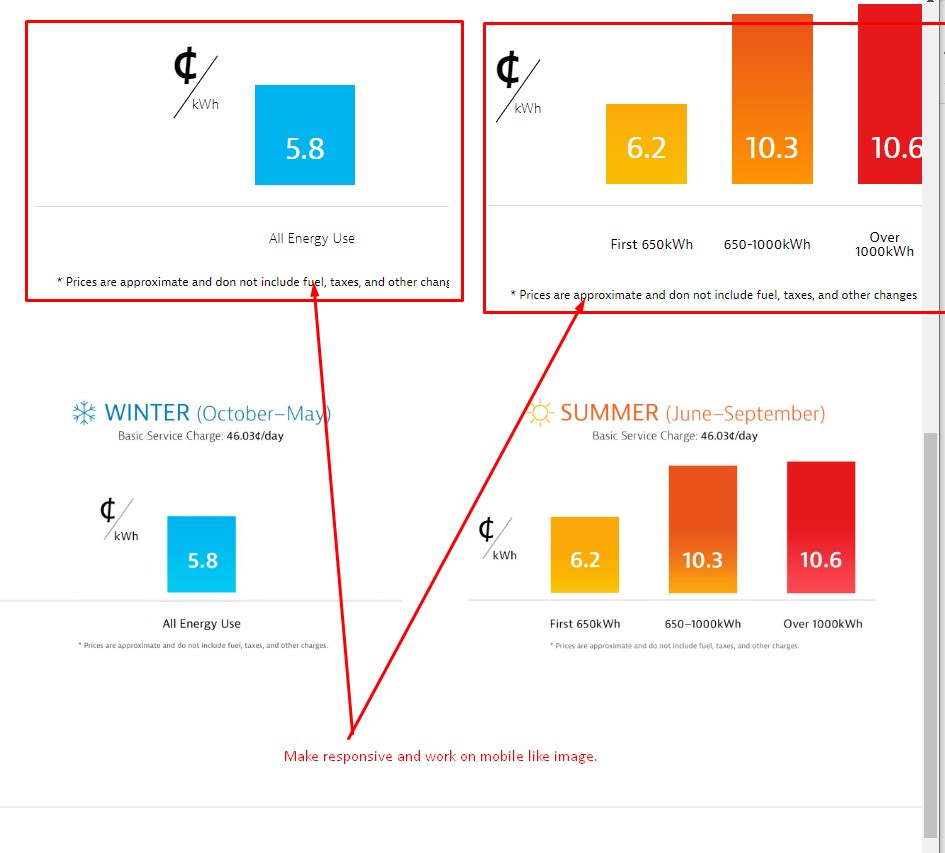 ¢/kWh
5.8
All Energy Use
* Prices are approximate and don not include fuel, taxes, and other chang
¢/kWh
6.2 10.3 10.6
First 650kWh 650-1000kWh Over 1000kWh
* Prices are approximate and don not include fuel, taxes, and other changes
WINTER (October–May)
Basic Service Charge: 46.03¢/day
¢/kWh
5.8
All Energy Use
* Prices are approximate and do not include fuel, taxes, and other charges.
SUMMER (June–September)
Basic Service Charge: 46.03¢/day
¢/kWh
6.2 10.3 10.6
First 650kWh 650–1000kWh Over 1000kWh
* Prices are approximate and do not include fuel, taxes, and other charges.
Make responsive and work on mobile like image.